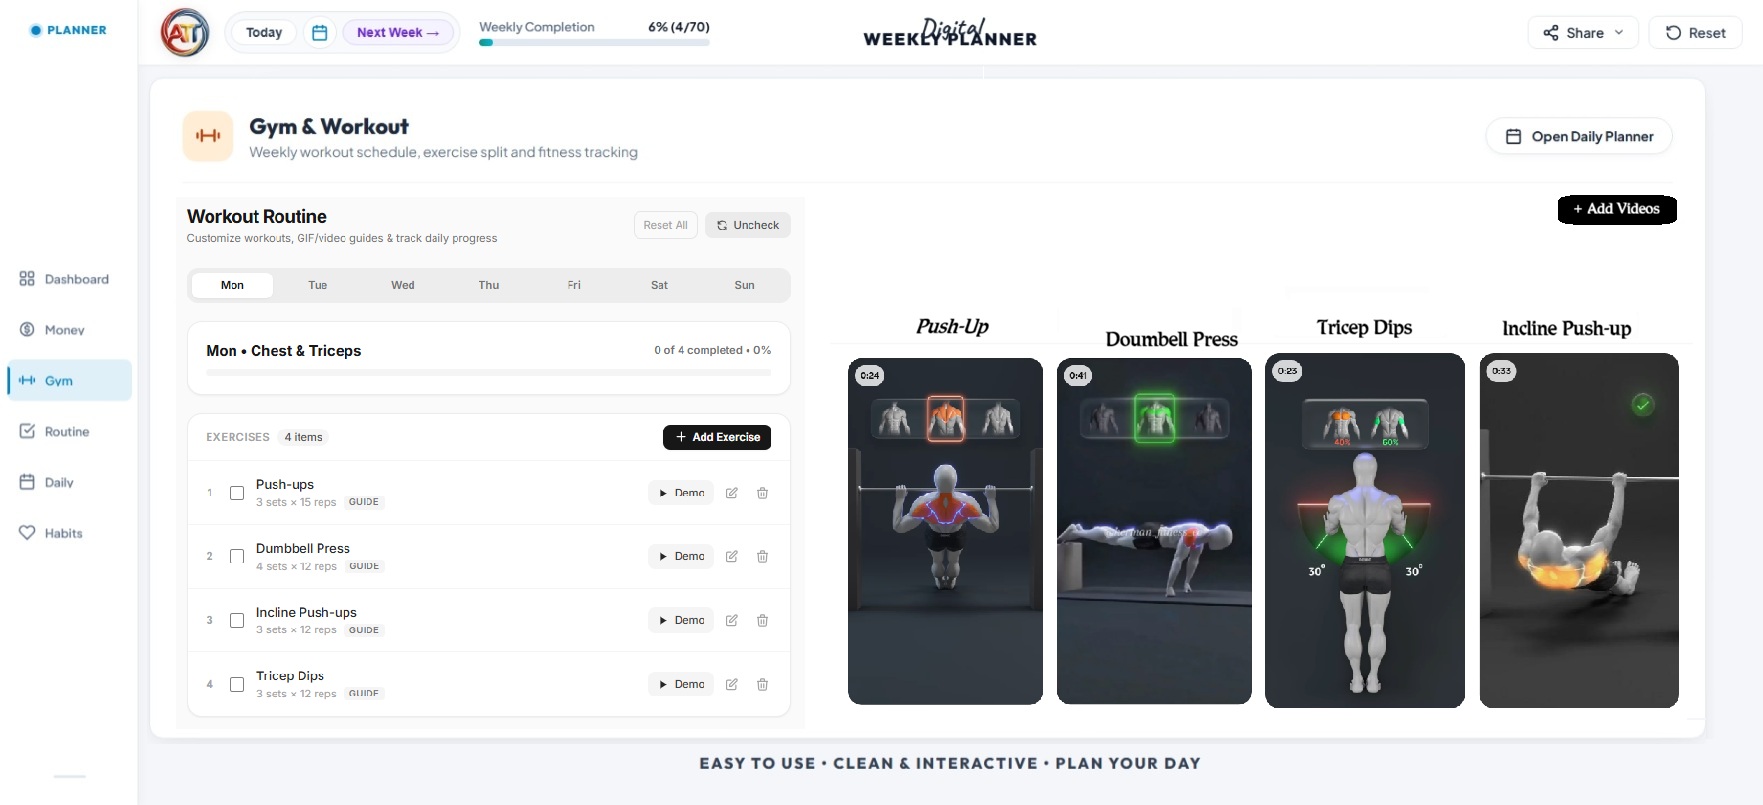 PLANNER
ATT
Today
Next Week →
Weekly Completion
6% (4/70)
Digital
WEEKLY PLANNER
Share
Reset
Gym & Workout
Weekly workout schedule, exercise split and fitness tracking
Open Daily Planner
Dashboard
Money
Gym
Routine
Daily
Habits
Workout Routine
Customize workouts, GIF/video guides & track daily progress
Reset All
Uncheck
Mon Tue Wed Thu Fri Sat Sun
Mon • Chest & Triceps
0 of 4 completed • 0%
EXERCISES 4 items
+ Add Exercise
1 Push-ups
3 sets × 15 reps GUIDE
Demo
2 Dumbbell Press
4 sets × 12 reps GUIDE
Demo
3 Incline Push-ups
3 sets × 12 reps GUIDE
Demo
4 Tricep Dips
3 sets × 12 reps GUIDE
Demo
+ Add Videos
Push-Up
0:24
Doumbell Press
0:41
Tricep Dips
0:23
40% 60%
30° 30°
Incline Push-up
0:33
EASY TO USE • CLEAN & INTERACTIVE • PLAN YOUR DAY